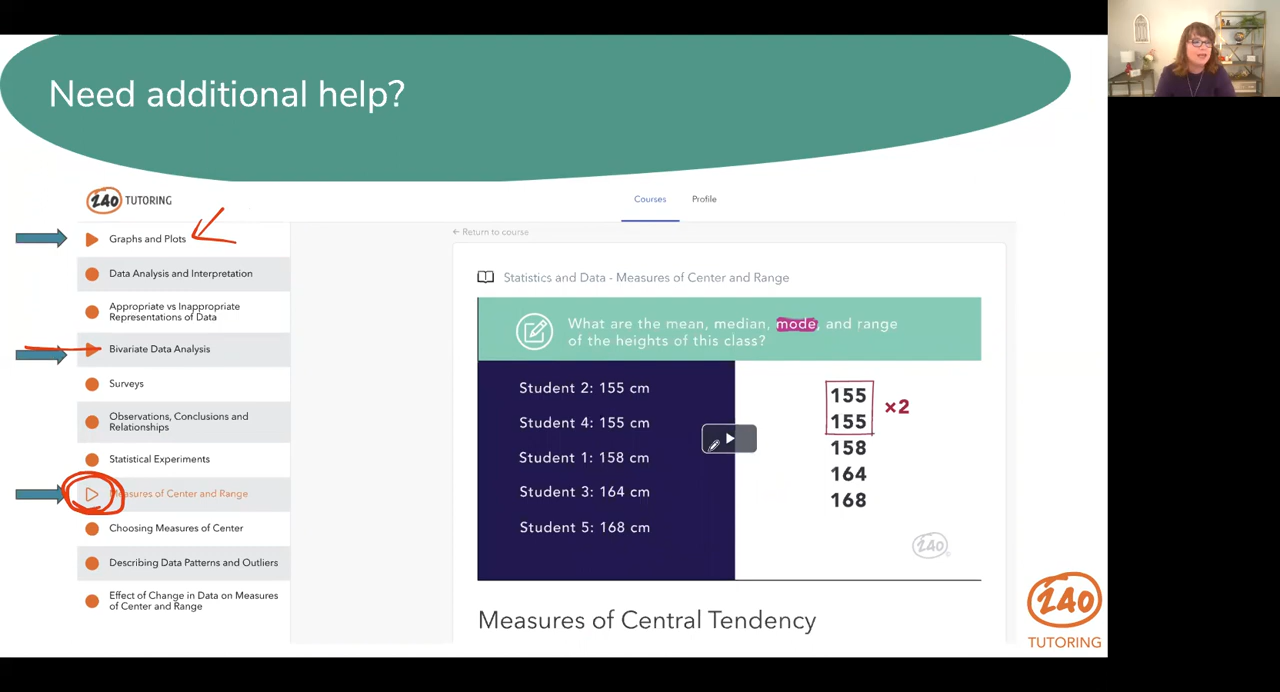 Need additional help?
240 TUTORING
Courses
Profile
Graphs and Plots
Data Analysis and Interpretation
Appropriate vs Inappropriate
Representations of Data
Bivariate Data Analysis
Surveys
Observations, Conclusions and
Relationships
Statistical Experiments
Measures of Center and Range
Choosing Measures of Center
Describing Data Patterns and Outliers
Effect of Change in Data on Measures
of Center and Range
← Return to course
Statistics and Data - Measures of Center and Range
What are the mean, median, mode, and range
of the heights of this class?
Student 2: 155 cm
Student 4: 155 cm
Student 1: 158 cm
Student 3: 164 cm
Student 5: 168 cm
155
155
×2
158
164
168
240
Measures of Central Tendency
240
TUTORING